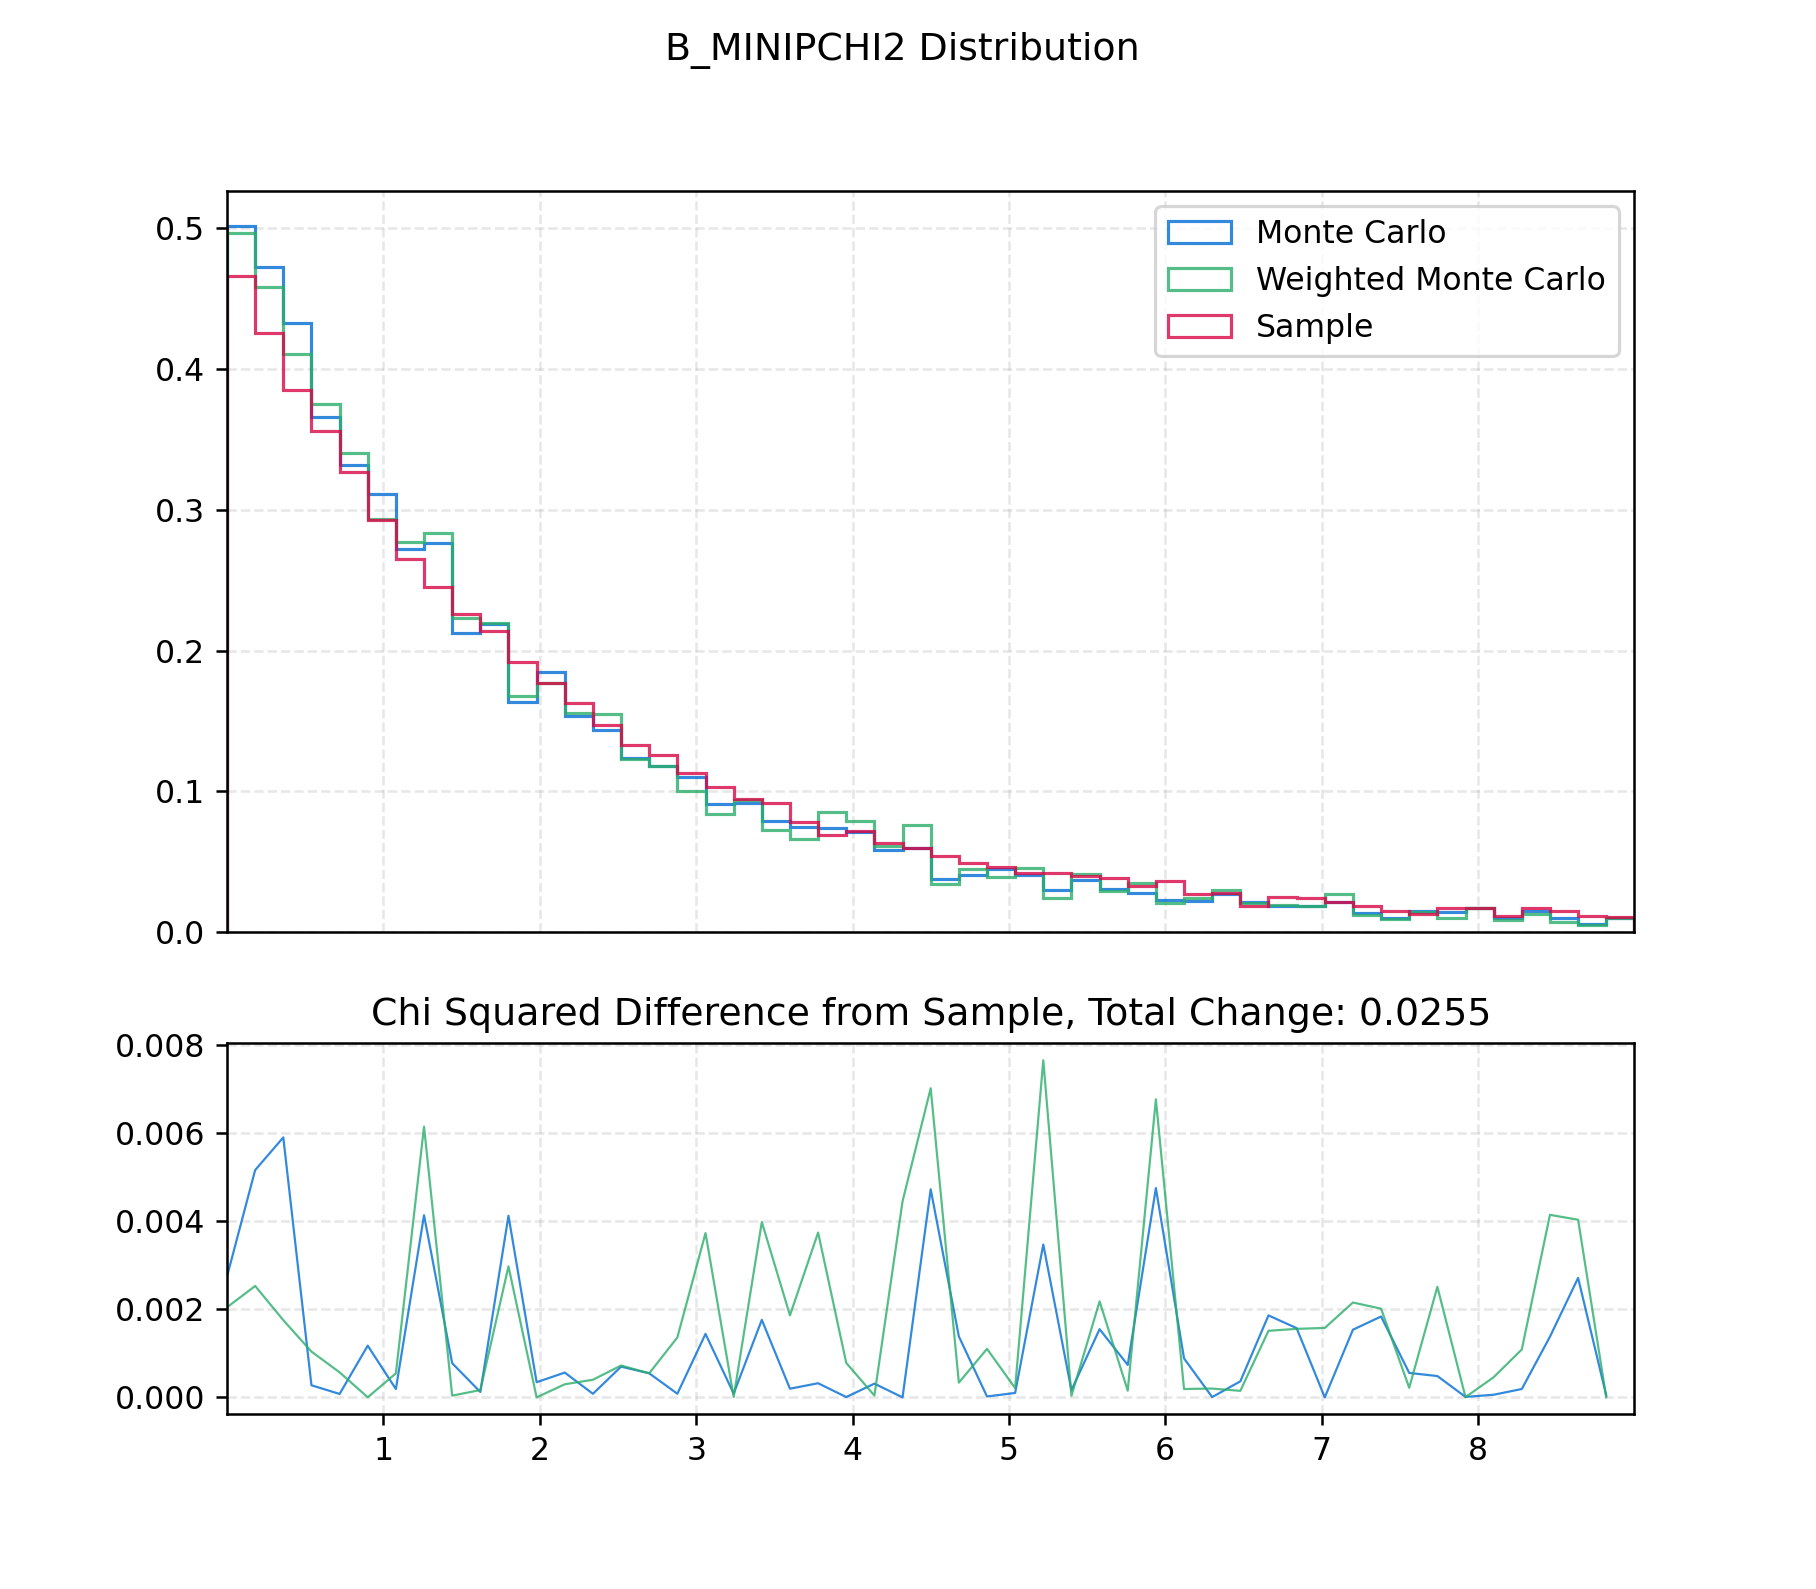 B_MINIPCHI2 Distribution
0.5
0.4
0.3
0.2
0.1
0.0
Monte Carlo
Weighted Monte Carlo
Sample
Chi Squared Difference from Sample, Total Change: 0.0255
0.008
0.006
0.004
0.002
0.000
1 2 3 4 5 6 7 8